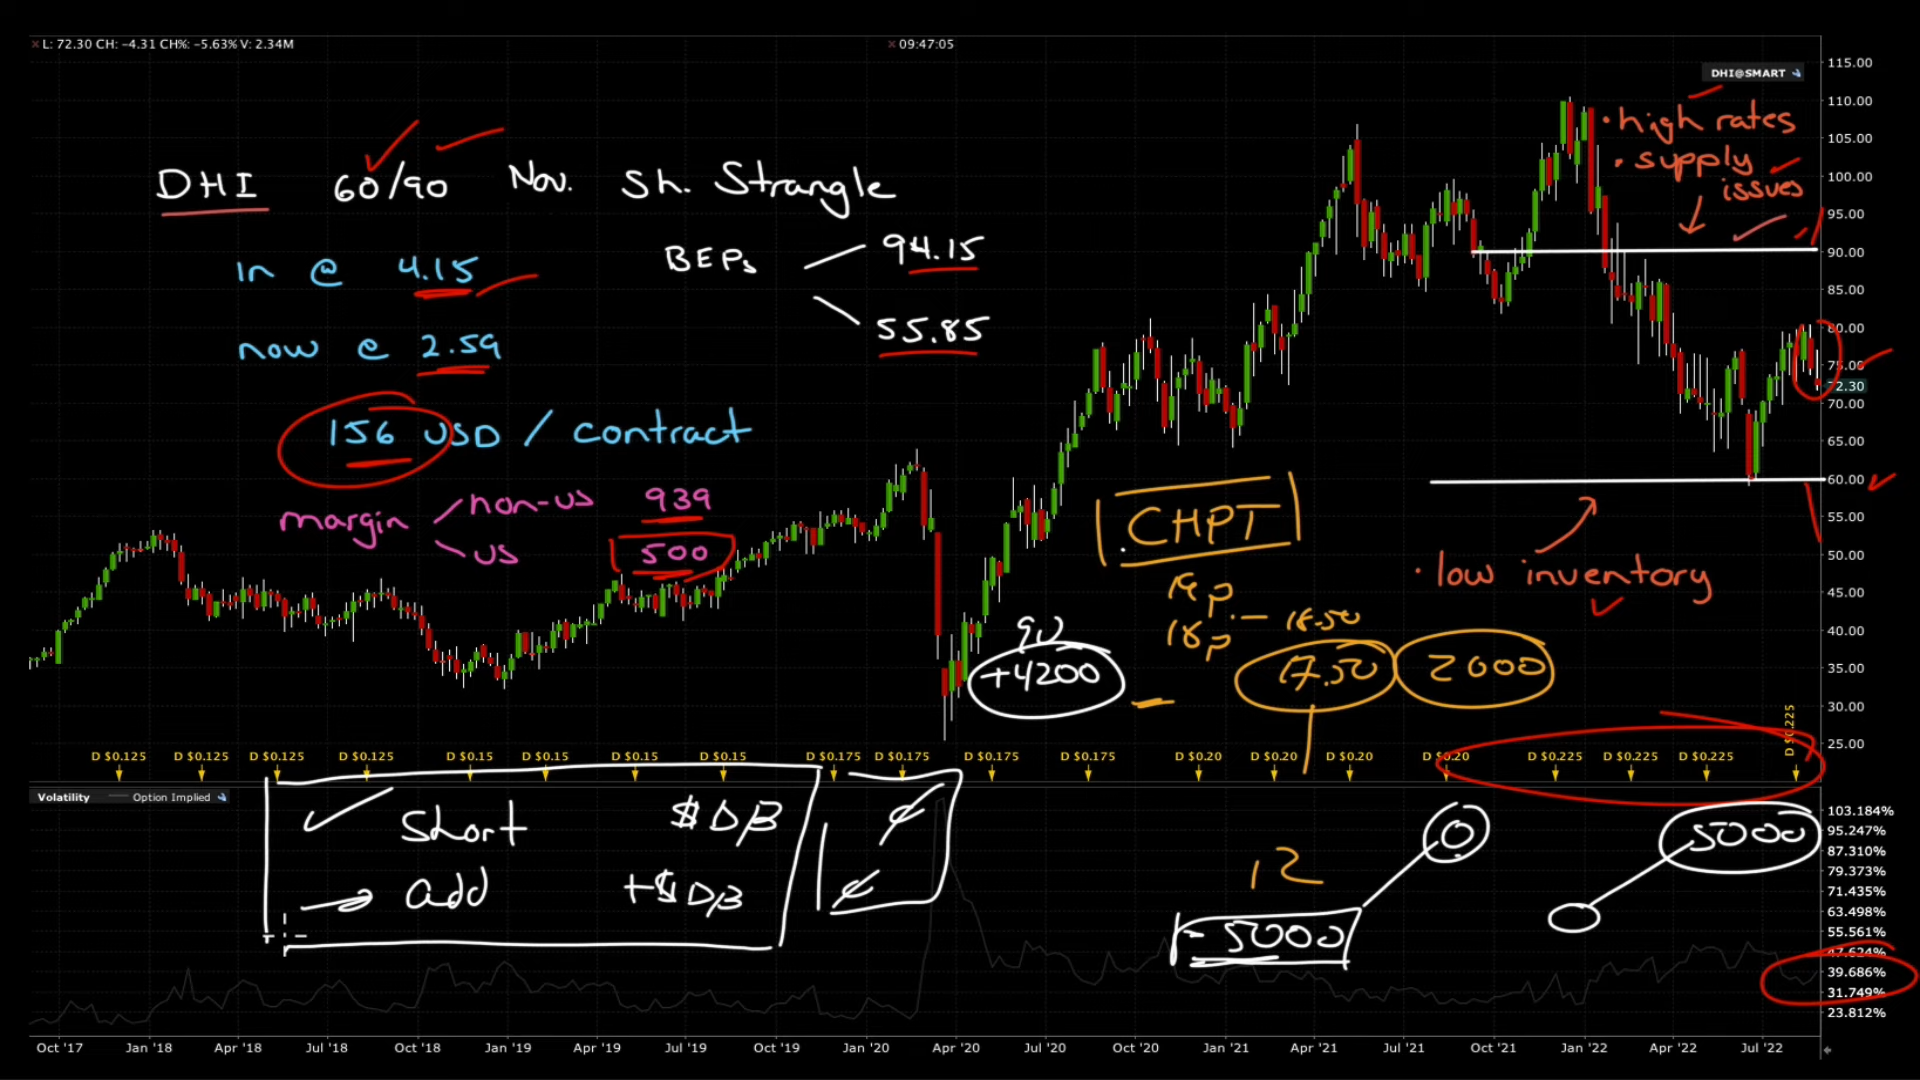 × L: 72.30 CH: −4.31 CH%: −5.63% V: 2.34M
× 09:47:05
DHI@SMART
115.00
110.00
105.00
100.00
95.00
90.00
85.00
80.00
75.00
72.30
70.00
65.00
60.00
55.00
50.00
45.00
40.00
35.00
30.00
25.00
• high rates
• supply
issues
DHI 60/90 Nov. Sh. Strangle
in @ 4.15
BEPs 94.15
55.85
now @ 2.59
156 USD / contract
margin non-us 939
us 500
CHPT
19p
18p. — 18.50
• low inventory
90
+4200 —
17.50 2000
D $0.125 D $0.125 D $0.125 D $0.125 D $0.15 D $0.15 D $0.15 D $0.15 D $0.175 D $0.175 D $0.175 D $0.175 D $0.20 D $0.20 D $0.20 D $0.20 D $0.225 D $0.225 D $0.225 D $0.225
Volatility Option Implied
Short $DB
add +$DB
12
- 5000
5000
103.184%
95.247%
87.310%
79.373%
71.435%
63.498%
55.561%
47.624%
39.686%
31.749%
23.812%
Oct '17 Jan '18 Apr '18 Jul '18 Oct '18 Jan '19 Apr '19 Jul '19 Oct '19 Jan '20 Apr '20 Jul '20 Oct '20 Jan '21 Apr '21 Jul '21 Oct '21 Jan '22 Apr '22 Jul '22